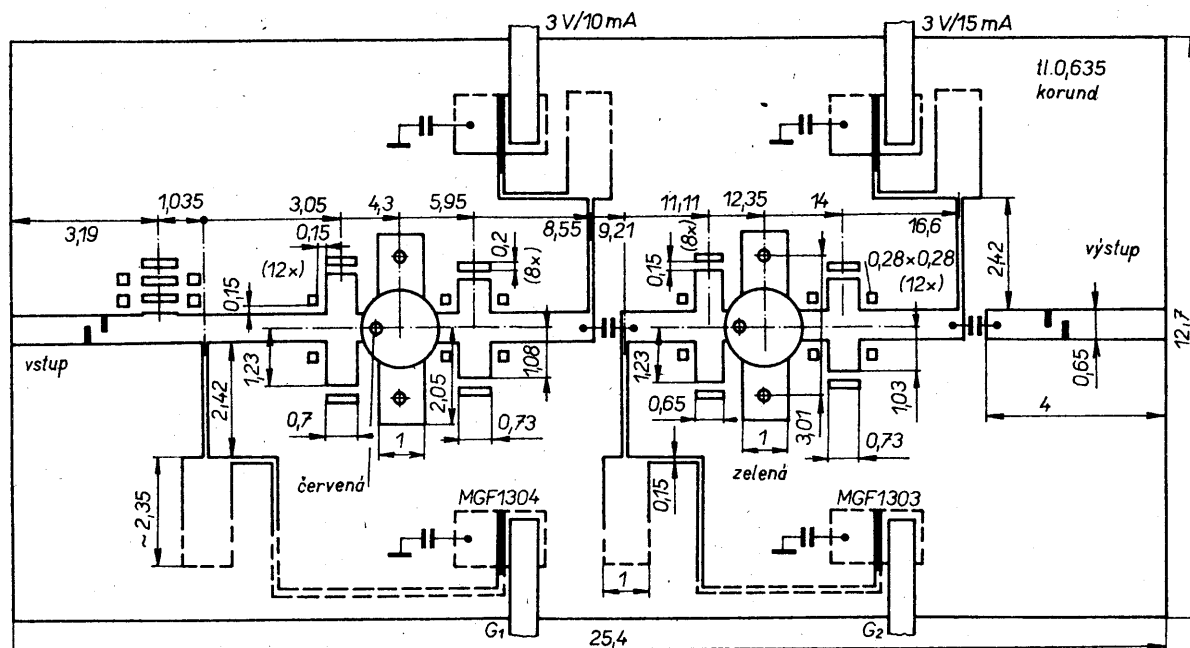 3 V/10 mA
3 V/15 mA
tl. 0,635
korund
1,035
3,19
3,05
4,3
5,95
8,55
9,21
11,11
12,35
14
16,6
0,15
(12x)
0,15
0,2
(8x)
0,15
(8x)
0,28×0,28
(12x)
2,42
výstup
12,7
vstup
1,23
2,42
1,08
2,05
0,7
1
0,73
1,23
0,65
1
3,01
1,03
0,73
0,65
4
~2,35
červená
zelená
0,15
MGF1304
MGF1303
1
G1
G2
25,4